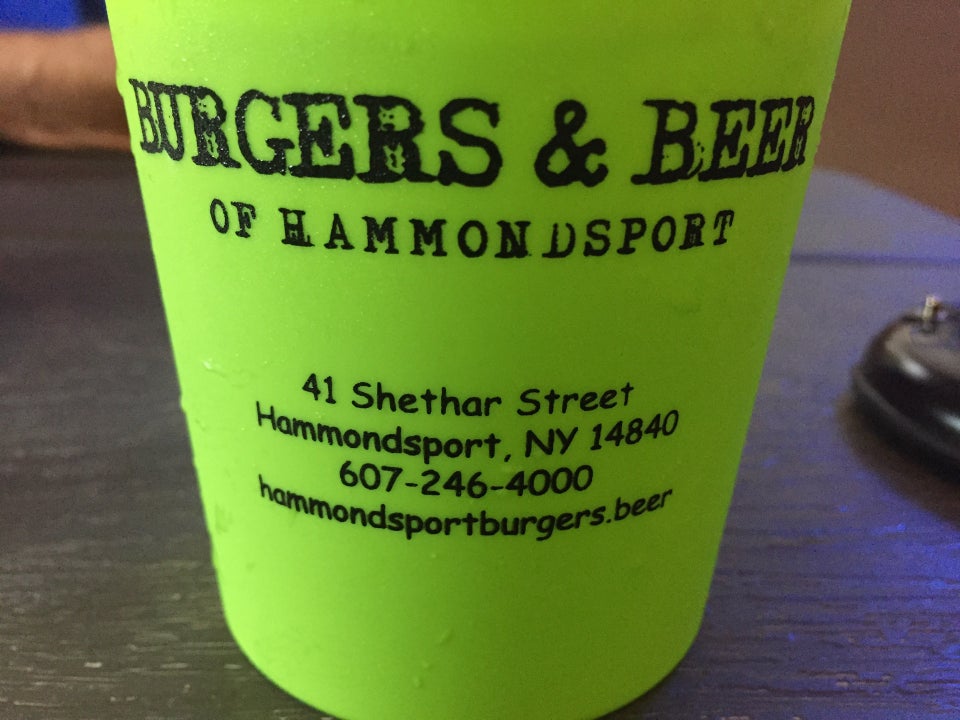 BURGERS & BEER
OF HAMMONDSPORT
41 Shethar Street
Hammondsport, NY 14840
607-246-4000
hammondsportburgers.beer